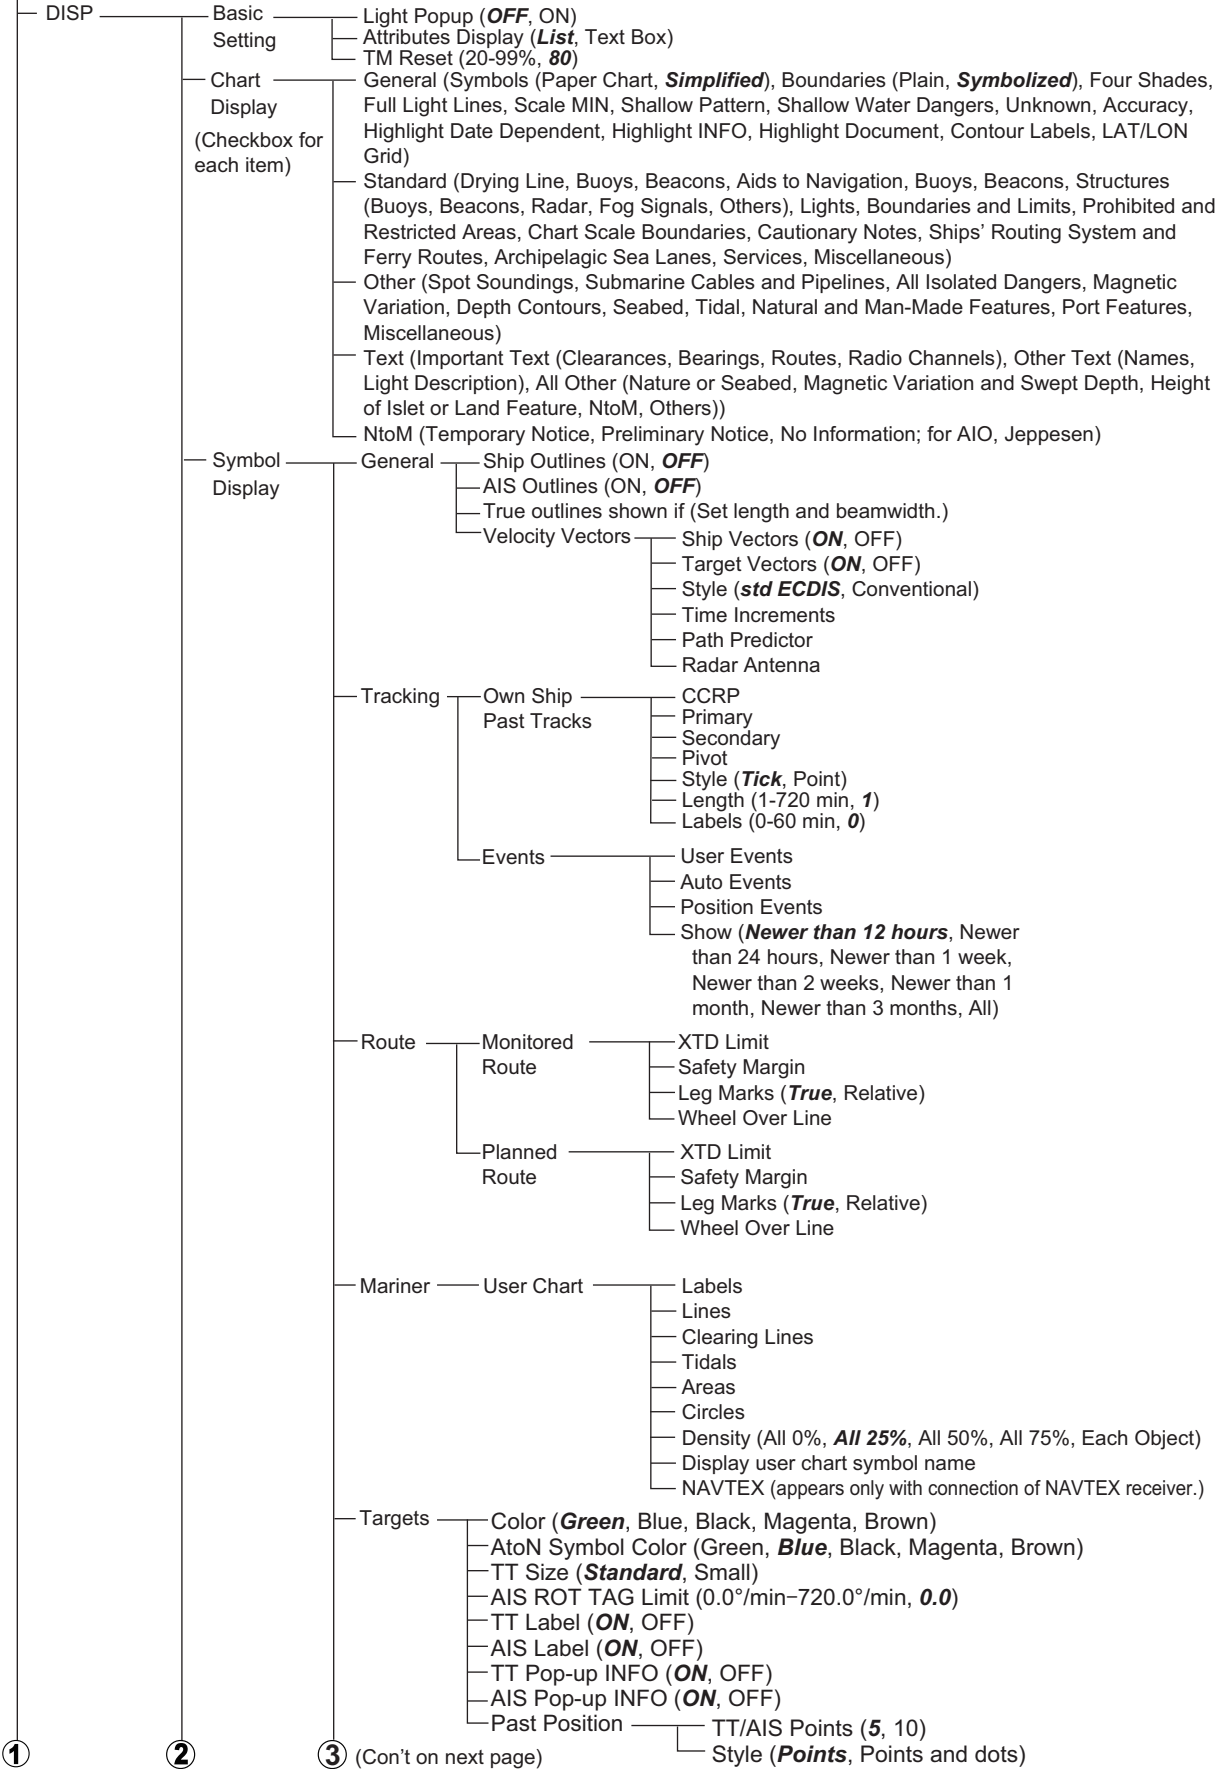 DISP
Basic
Setting
Light Popup (OFF, ON)
Attributes Display (List, Text Box)
TM Reset (20-99%, 80)
Chart
Display
(Checkbox for
each item)
General (Symbols (Paper Chart, Simplified), Boundaries (Plain, Symbolized), Four Shades,
Full Light Lines, Scale MIN, Shallow Pattern, Shallow Water Dangers, Unknown, Accuracy,
Highlight Date Dependent, Highlight INFO, Highlight Document, Contour Labels, LAT/LON
Grid)
Standard (Drying Line, Buoys, Beacons, Aids to Navigation, Buoys, Beacons, Structures
(Buoys, Beacons, Radar, Fog Signals, Others), Lights, Boundaries and Limits, Prohibited and
Restricted Areas, Chart Scale Boundaries, Cautionary Notes, Ships' Routing System and
Ferry Routes, Archipelagic Sea Lanes, Services, Miscellaneous)
Other (Spot Soundings, Submarine Cables and Pipelines, All Isolated Dangers, Magnetic
Variation, Depth Contours, Seabed, Tidal, Natural and Man-Made Features, Port Features,
Miscellaneous)
Text (Important Text (Clearances, Bearings, Routes, Radio Channels), Other Text (Names,
Light Description), All Other (Nature or Seabed, Magnetic Variation and Swept Depth, Height
of Islet or Land Feature, NtoM, Others))
NtoM (Temporary Notice, Preliminary Notice, No Information; for AIO, Jeppesen)
Symbol
Display
General
Ship Outlines (ON, OFF)
AIS Outlines (ON, OFF)
True outlines shown if (Set length and beamwidth.)
Velocity Vectors
Ship Vectors (ON, OFF)
Target Vectors (ON, OFF)
Style (std ECDIS, Conventional)
Time Increments
Path Predictor
Radar Antenna
Tracking
Own Ship
Past Tracks
CCRP
Primary
Secondary
Pivot
Style (Tick, Point)
Length (1-720 min, 1)
Labels (0-60 min, 0)
Events
User Events
Auto Events
Position Events
Show (Newer than 12 hours, Newer
than 24 hours, Newer than 1 week,
Newer than 2 weeks, Newer than 1
month, Newer than 3 months, All)
Route
Monitored
Route
XTD Limit
Safety Margin
Leg Marks (True, Relative)
Wheel Over Line
Planned
Route
XTD Limit
Safety Margin
Leg Marks (True, Relative)
Wheel Over Line
Mariner
User Chart
Labels
Lines
Clearing Lines
Tidals
Areas
Circles
Density (All 0%, All 25%, All 50%, All 75%, Each Object)
Display user chart symbol name
NAVTEX (appears only with connection of NAVTEX receiver.)
Targets
Color (Green, Blue, Black, Magenta, Brown)
AtoN Symbol Color (Green, Blue, Black, Magenta, Brown)
TT Size (Standard, Small)
AIS ROT TAG Limit (0.0°/min–720.0°/min, 0.0)
TT Label (ON, OFF)
AIS Label (ON, OFF)
TT Pop-up INFO (ON, OFF)
AIS Pop-up INFO (ON, OFF)
Past Position
TT/AIS Points (5, 10)
Style (Points, Points and dots)
1
2
3 (Con't on next page)